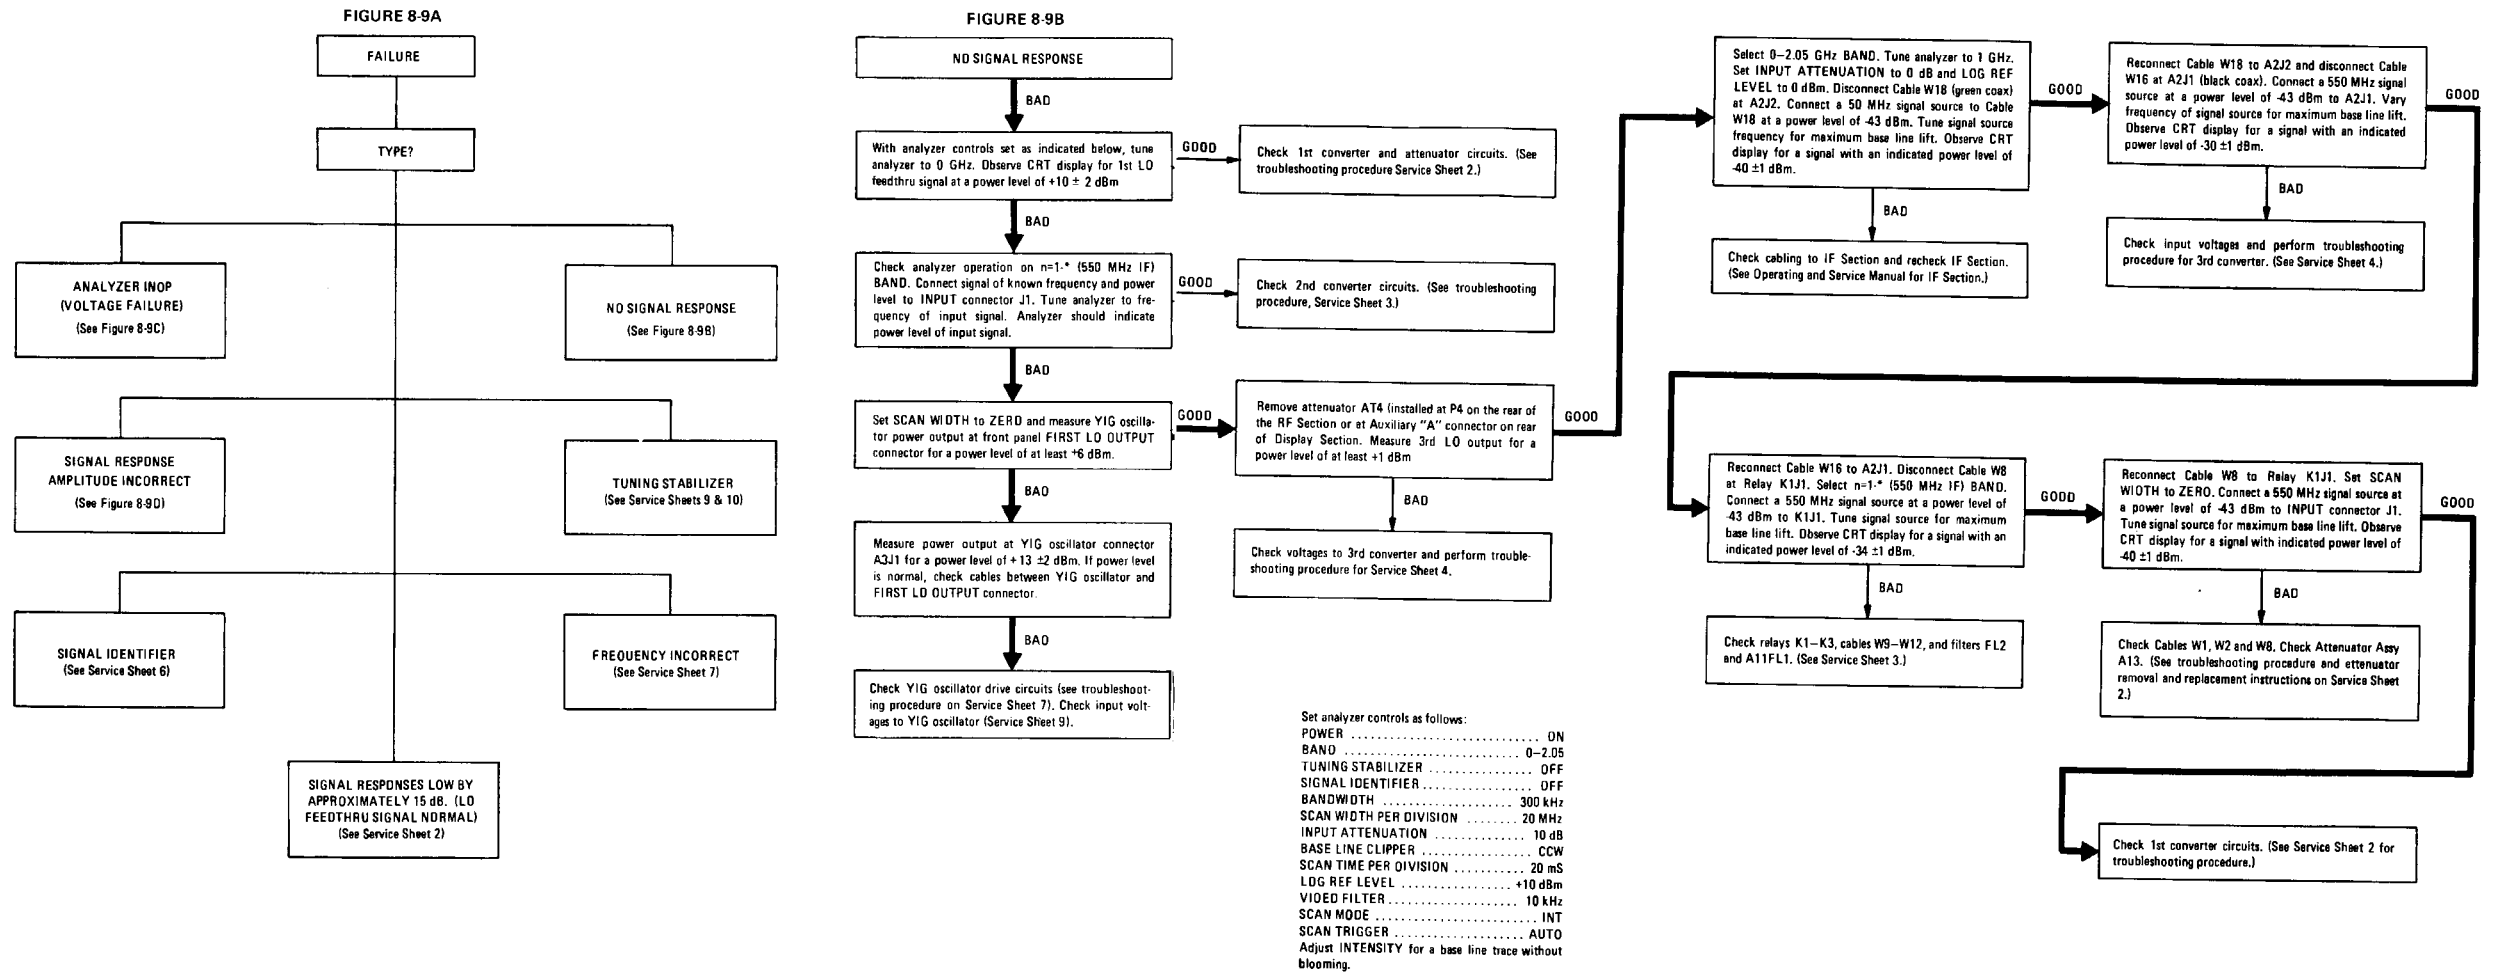 FIGURE 8-9A
FAILURE
TYPE?
ANALYZER INOP
(VOLTAGE FAILURE)
(See Figure 8-9C)
NO SIGNAL RESPONSE
(See Figure 8-9B)
SIGNAL RESPONSE
AMPLITUDE INCORRECT
(See Figure 8-9D)
TUNING STABILIZER
(See Service Sheets 9 & 10)
SIGNAL IDENTIFIER
(See Service Sheet 6)
FREQUENCY INCORRECT
(See Service Sheet 7)
SIGNAL RESPONSES LOW BY
APPROXIMATELY 15 dB. (LO
FEEDTHRU SIGNAL NORMAL)
(See Service Sheet 2)
FIGURE 8-9B
NO SIGNAL RESPONSE
BAD
With analyzer controls set as indicated below, tune
analyzer to 0 GHz. Observe CRT display for 1st LO
feedthru signal at a power level of +10 ± 2 dBm
GOOD
Check 1st converter and attenuator circuits. (See
troubleshooting procedure Service Sheet 2.)
BAD
Check analyzer operation on n=1-* (550 MHz IF)
BAND. Connect signal of known frequency and power
level to INPUT connector J1. Tune analyzer to fre-
quency of input signal. Analyzer should indicate
power level of input signal.
GOOD
Check 2nd converter circuits. (See troubleshooting
procedure, Service Sheet 3.)
BAD
Set SCAN WIDTH to ZERO and measure YIG oscilla-
tor power output at front panel FIRST LO OUTPUT
connector for a power level of at least +6 dBm.
GOOD
Remove attenuator AT4 (installed at P4 on the rear of
the RF Section or at Auxiliary "A" connector on rear
of Display Section. Measure 3rd LO output for a
power level of at least +1 dBm
GOOD
BAD
Check voltages to 3rd converter and perform trouble-
shooting procedure for Service Sheet 4.
BAD
Measure power output at YIG oscillator connector
A3J1 for a power level of +13 ±2 dBm. If power level
is normal, check cables between YIG oscillator and
FIRST LO OUTPUT connector.
BAD
Check YIG oscillator drive circuits (see troubleshoot-
ing procedure on Service Sheet 7). Check input volt-
ages to YIG oscillator (Service Sheet 9).
Select 0–2.05 GHz BAND. Tune analyzer to 1 GHz.
Set INPUT ATTENUATION to 0 dB and LOG REF
LEVEL to 0 dBm. Disconnect Cable W18 (green coax)
at A2J2. Connect a 50 MHz signal source to Cable
W18 at a power level of -43 dBm. Tune signal source
frequency for maximum base line lift. Observe CRT
display for a signal with an indicated power level of
-40 ±1 dBm.
GOOD
BAD
Check cabling to IF Section and recheck IF Section.
(See Operating and Service Manual for IF Section.)
Reconnect Cable W18 to A2J2 and disconnect Cable
W16 at A2J1 (black coax). Connect a 550 MHz signal
source at a power level of -43 dBm to A2J1. Vary
frequency of signal source for maximum base line lift.
Observe CRT display for a signal with an indicated
power level of -30 ±1 dBm.
GOOD
BAD
Check input voltages and perform troubleshooting
procedure for 3rd converter. (See Service Sheet 4.)
Reconnect Cable W16 to A2J1. Disconnect Cable W8
at Relay K1J1. Select n=1-* (550 MHz IF) BAND.
Connect a 550 MHz signal source at a power level of
-43 dBm to K1J1. Tune signal source for maximum
base line lift. Observe CRT display for a signal with an
indicated power level of -34 ±1 dBm.
GOOD
BAD
Check relays K1–K3, cables W9–W12, and filters FL2
and A11FL1. (See Service Sheet 3.)
Reconnect Cable W8 to Relay K1J1. Set SCAN
WIDTH to ZERO. Connect a 550 MHz signal source at
a power level of -43 dBm to INPUT connector J1.
Tune signal source for maximum base line lift. Observe
CRT display for a signal with indicated power level of
-40 ±1 dBm.
GOOD
BAD
Check Cables W1, W2 and W8. Check Attenuator Assy
A13. (See troubleshooting procedure and attenuator
removal and replacement instructions on Service Sheet
2.)
Check 1st converter circuits. (See Service Sheet 2 for
troubleshooting procedure.)
Set analyzer controls as follows:
POWER ........................... ON
BAND ......................... 0–2.05
TUNING STABILIZER ............... OFF
SIGNAL IDENTIFIER ................ OFF
BANDWIDTH ................... 300 kHz
SCAN WIDTH PER DIVISION ........ 20 MHz
INPUT ATTENUATION ............. 10 dB
BASE LINE CLIPPER ................ CCW
SCAN TIME PER DIVISION .......... 20 mS
LOG REF LEVEL ................ +10 dBm
VIDEO FILTER ................... 10 kHz
SCAN MODE ........................ INT
SCAN TRIGGER ................... AUTO
Adjust INTENSITY for a base line trace without
blooming.